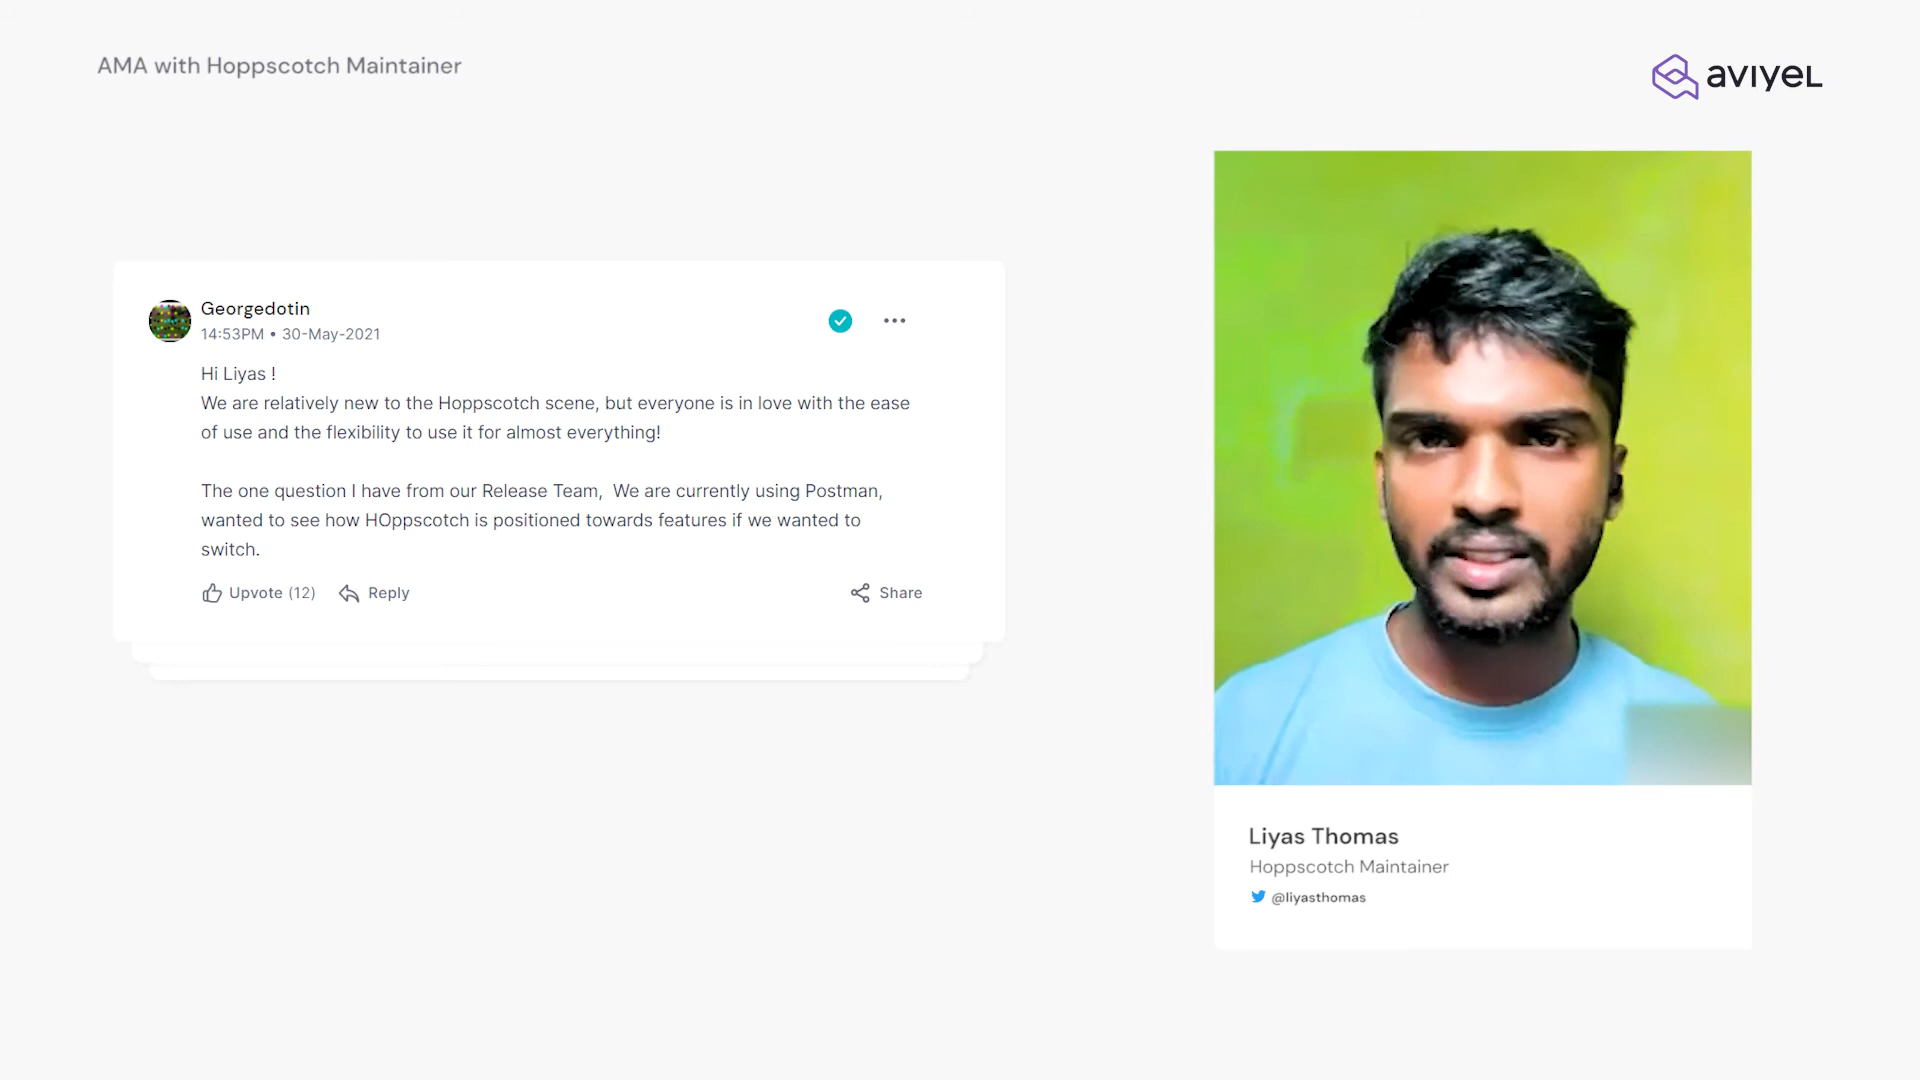 AMA with Hoppscotch Maintainer
aviyel
Georgedotin
14:53PM • 30-May-2021
Hi Liyas !
We are relatively new to the Hoppscotch scene, but everyone is in love with the ease
of use and the flexibility to use it for almost everything!
The one question I have from our Release Team,  We are currently using Postman,
wanted to see how HOppscotch is positioned towards features if we wanted to
switch.
Upvote (12) Reply Share
Liyas Thomas
Hoppscotch Maintainer
@liyasthomas